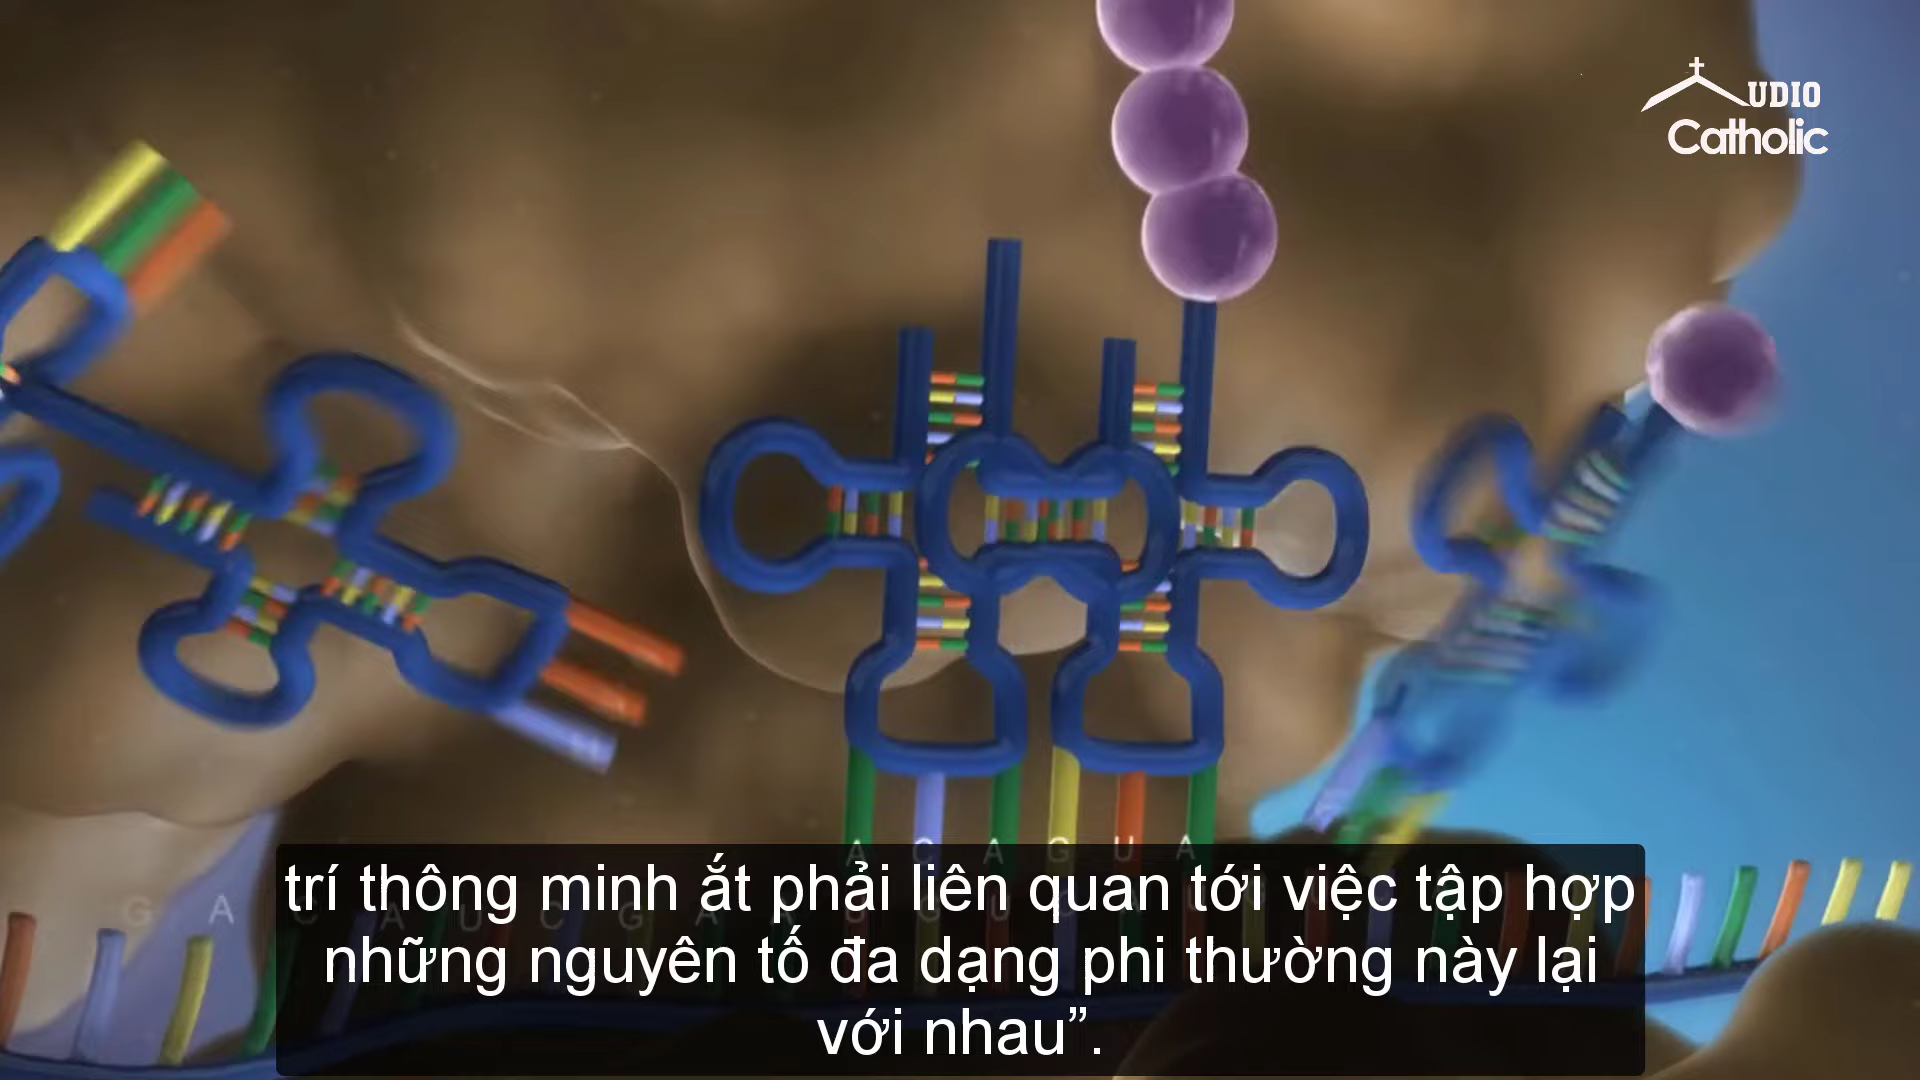 UDIO
Catholic
A C A G U A
G A C A U C G A
trí thông minh ắt phải liên quan tới việc tập hợp
những nguyên tố đa dạng phi thường này lại
với nhau”.